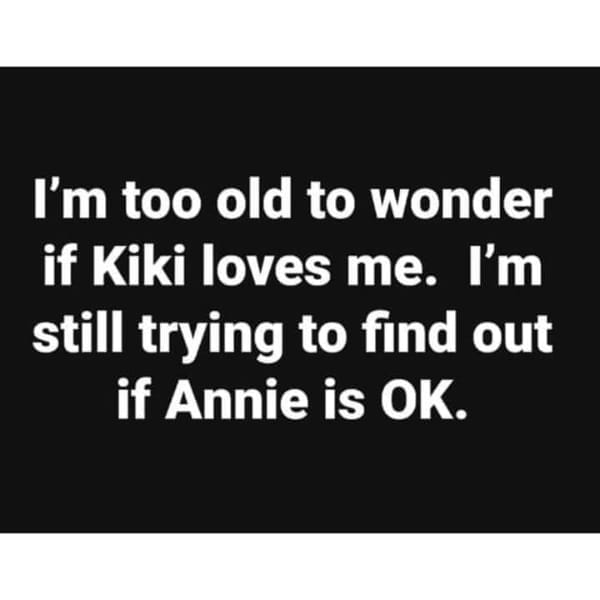 I’m too old to wonder
if Kiki loves me.  I’m
still trying to find out
if Annie is OK.